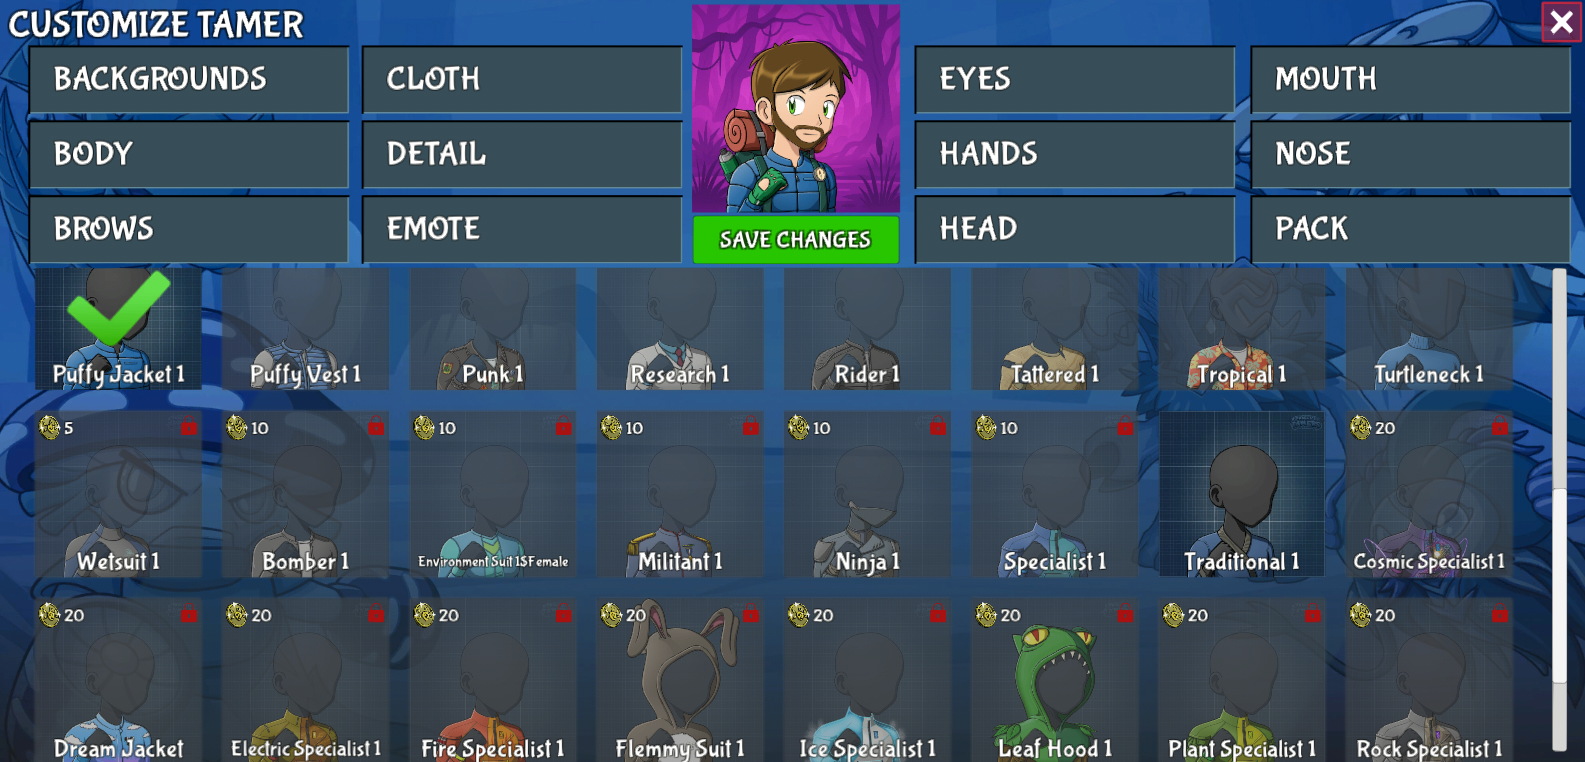 CUSTOMIZE TAMER
BACKGROUNDS
CLOTH
EYES
MOUTH
BODY
DETAIL
HANDS
NOSE
BROWS
EMOTE
HEAD
PACK
SAVE CHANGES
Puffy Jacket 1
Puffy Vest 1
Punk 1
Research 1
Rider 1
Tattered 1
Tropical 1
Turtleneck 1
5
10
10
10
10
10
20
Wetsuit 1
Bomber 1
Environment Suit 1$Female
Militant 1
Ninja 1
Specialist 1
Traditional 1
Cosmic Specialist 1
20
20
20
20
20
20
20
20
Dream Jacket
Electric Specialist 1
Fire Specialist 1
Flemmy Suit 1
Ice Specialist 1
Leaf Hood 1
Plant Specialist 1
Rock Specialist 1